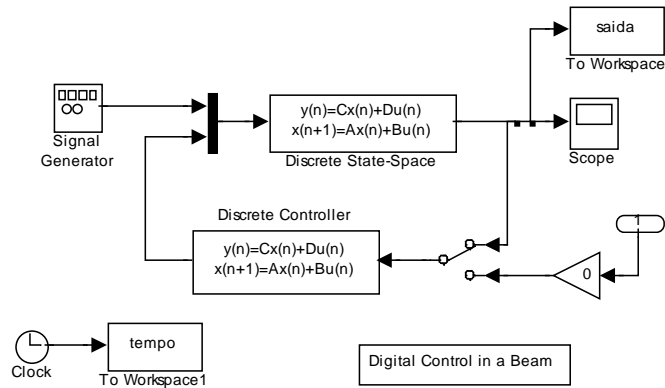 saida
To Workspace
Signal
Generator
y(n)=Cx(n)+Du(n)
x(n+1)=Ax(n)+Bu(n)
Discrete State-Space
Scope
Discrete Controller
y(n)=Cx(n)+Du(n)
x(n+1)=Ax(n)+Bu(n)
1
0
Clock
tempo
To Workspace1
Digital Control in a Beam